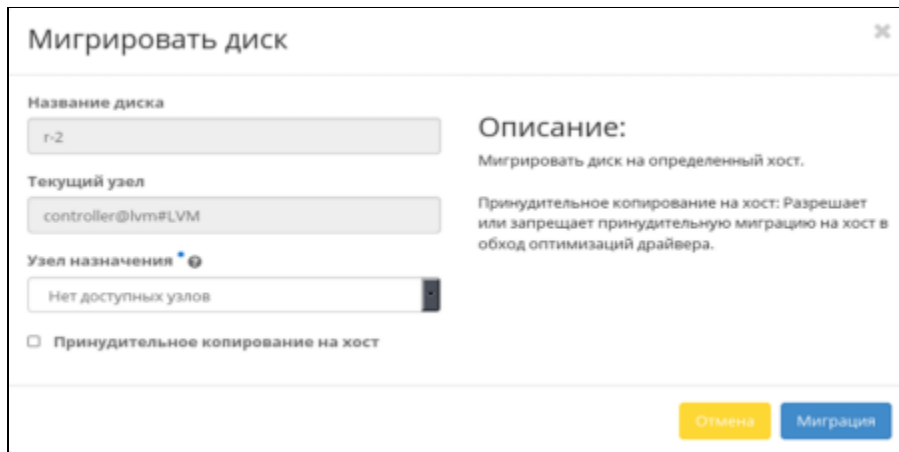 Мигрировать диск
Название диска
r-2
Текущий узел
controller@lvm#LVM
Узел назначения *
Нет доступных узлов
Принудительное копирование на хост
Описание:
Мигрировать диск на определенный хост.
Принудительное копирование на хост: Разрешает
или запрещает принудительную миграцию на хост в
обход оптимизаций драйвера.
Отмена
Миграция